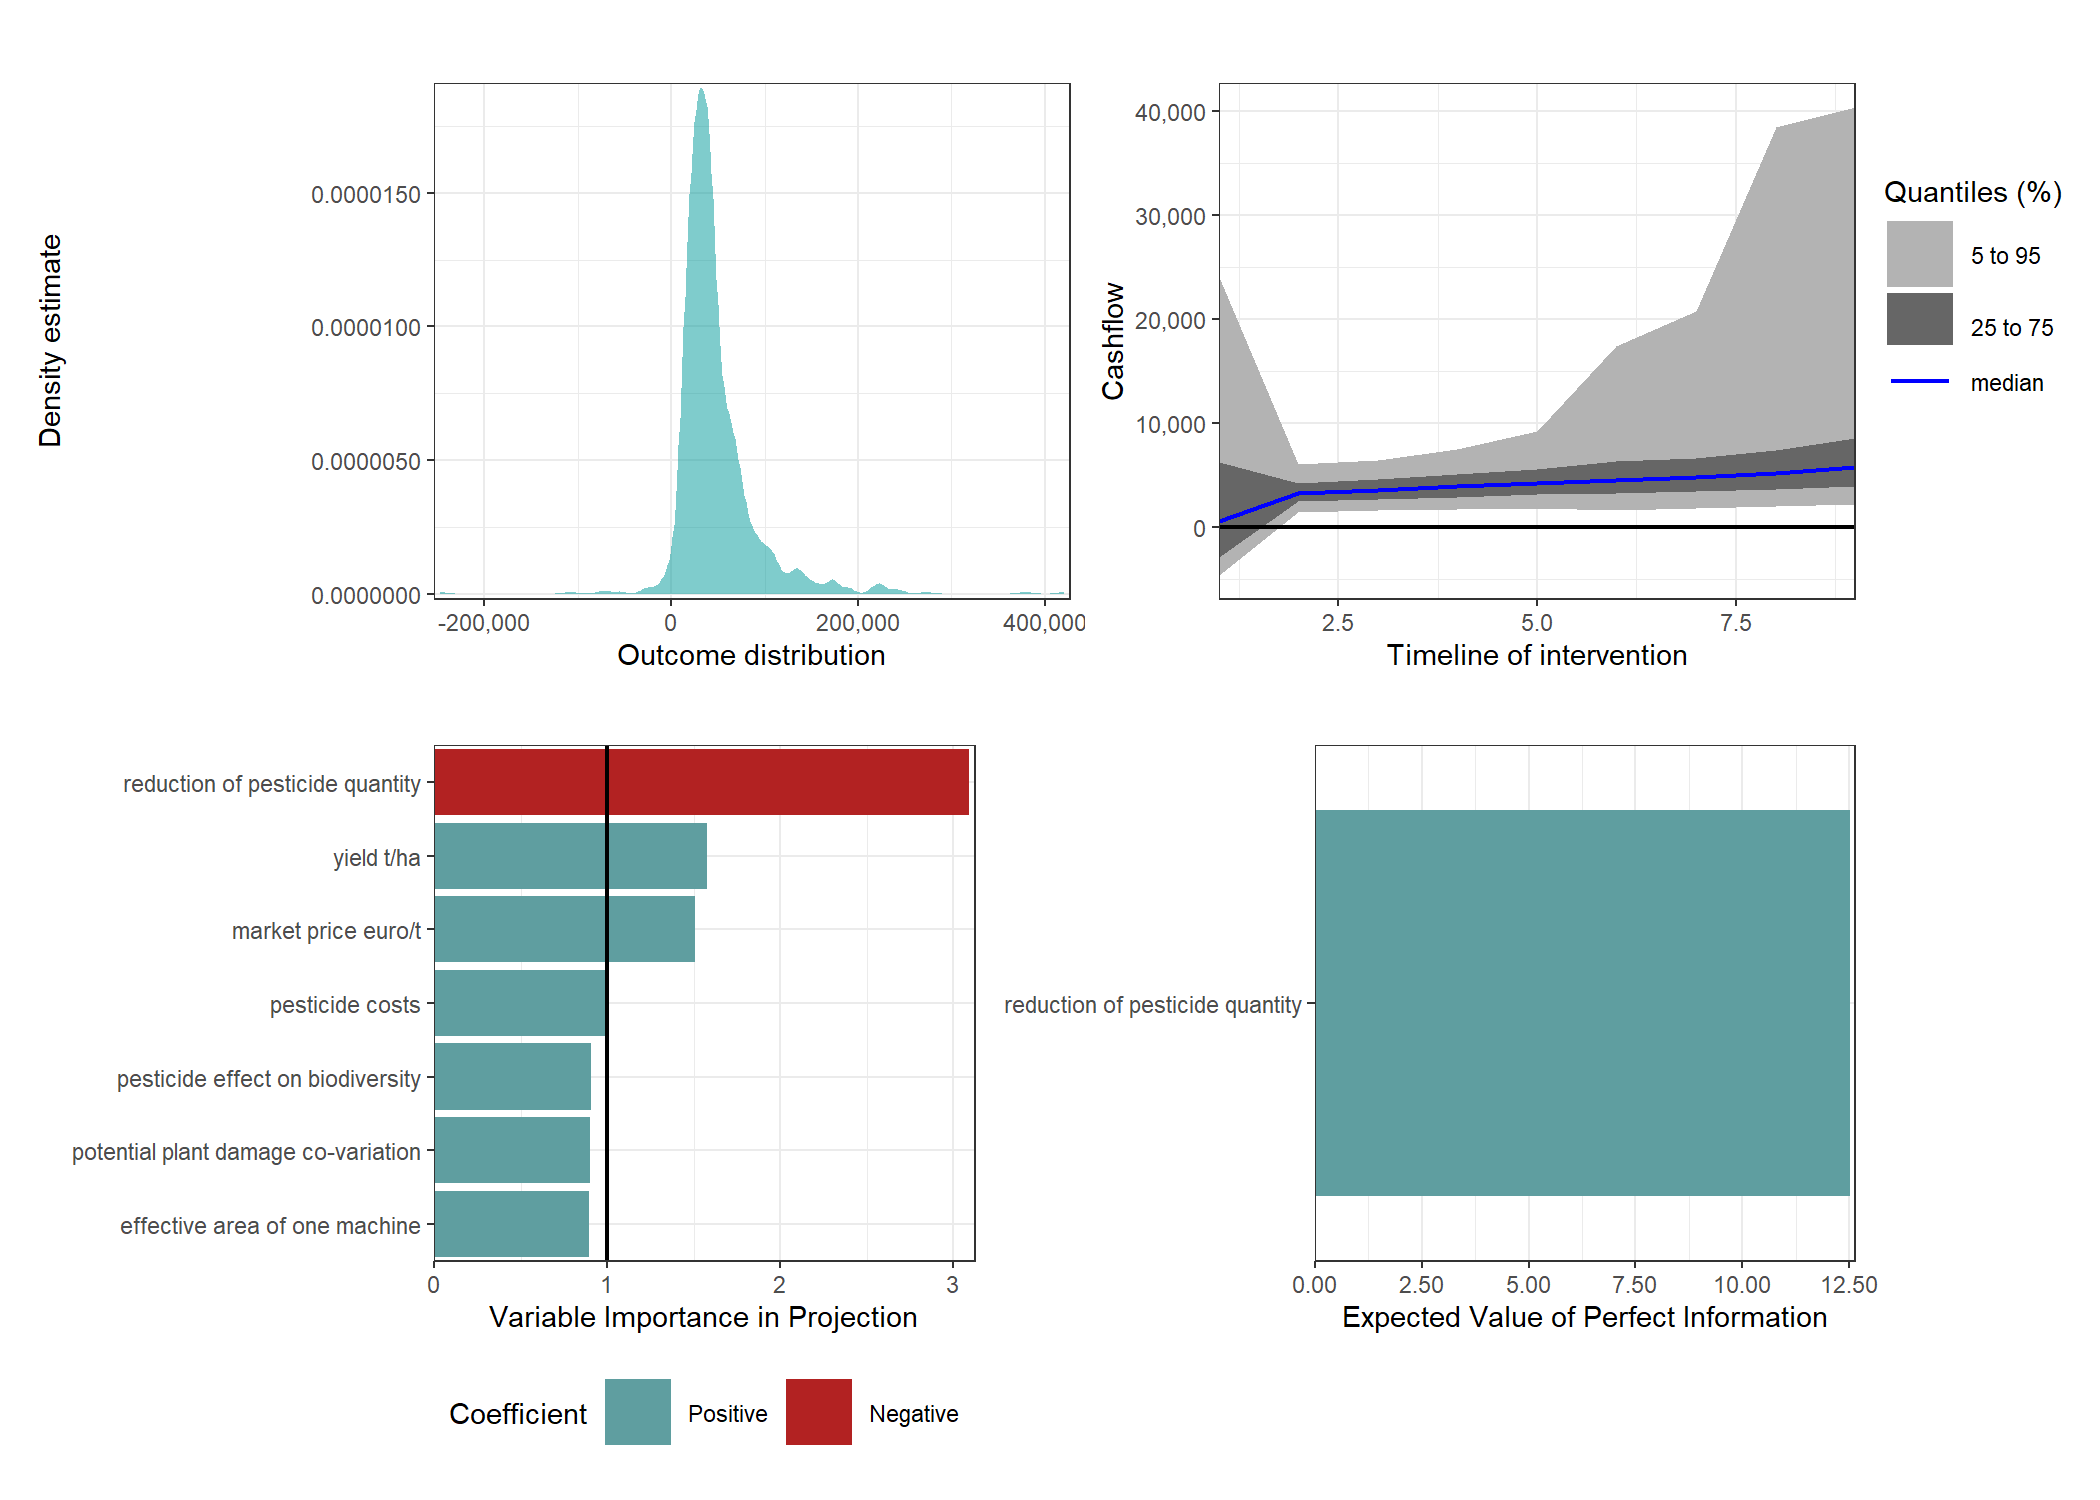 Density estimate
0.0000150
0.0000100
0.0000050
0.0000000
-200,000
0
200,000
400,000
Outcome distribution
Cashflow
40,000
30,000
20,000
10,000
0
2.5
5.0
7.5
Timeline of intervention
Quantiles (%)
5 to 95
25 to 75
median
reduction of pesticide quantity
yield t/ha
market price euro/t
pesticide costs
pesticide effect on biodiversity
potential plant damage co-variation
effective area of one machine
0
1
2
3
Variable Importance in Projection
Coefficient
Positive
Negative
reduction of pesticide quantity
0.00
2.50
5.00
7.50
10.00
12.50
Expected Value of Perfect Information